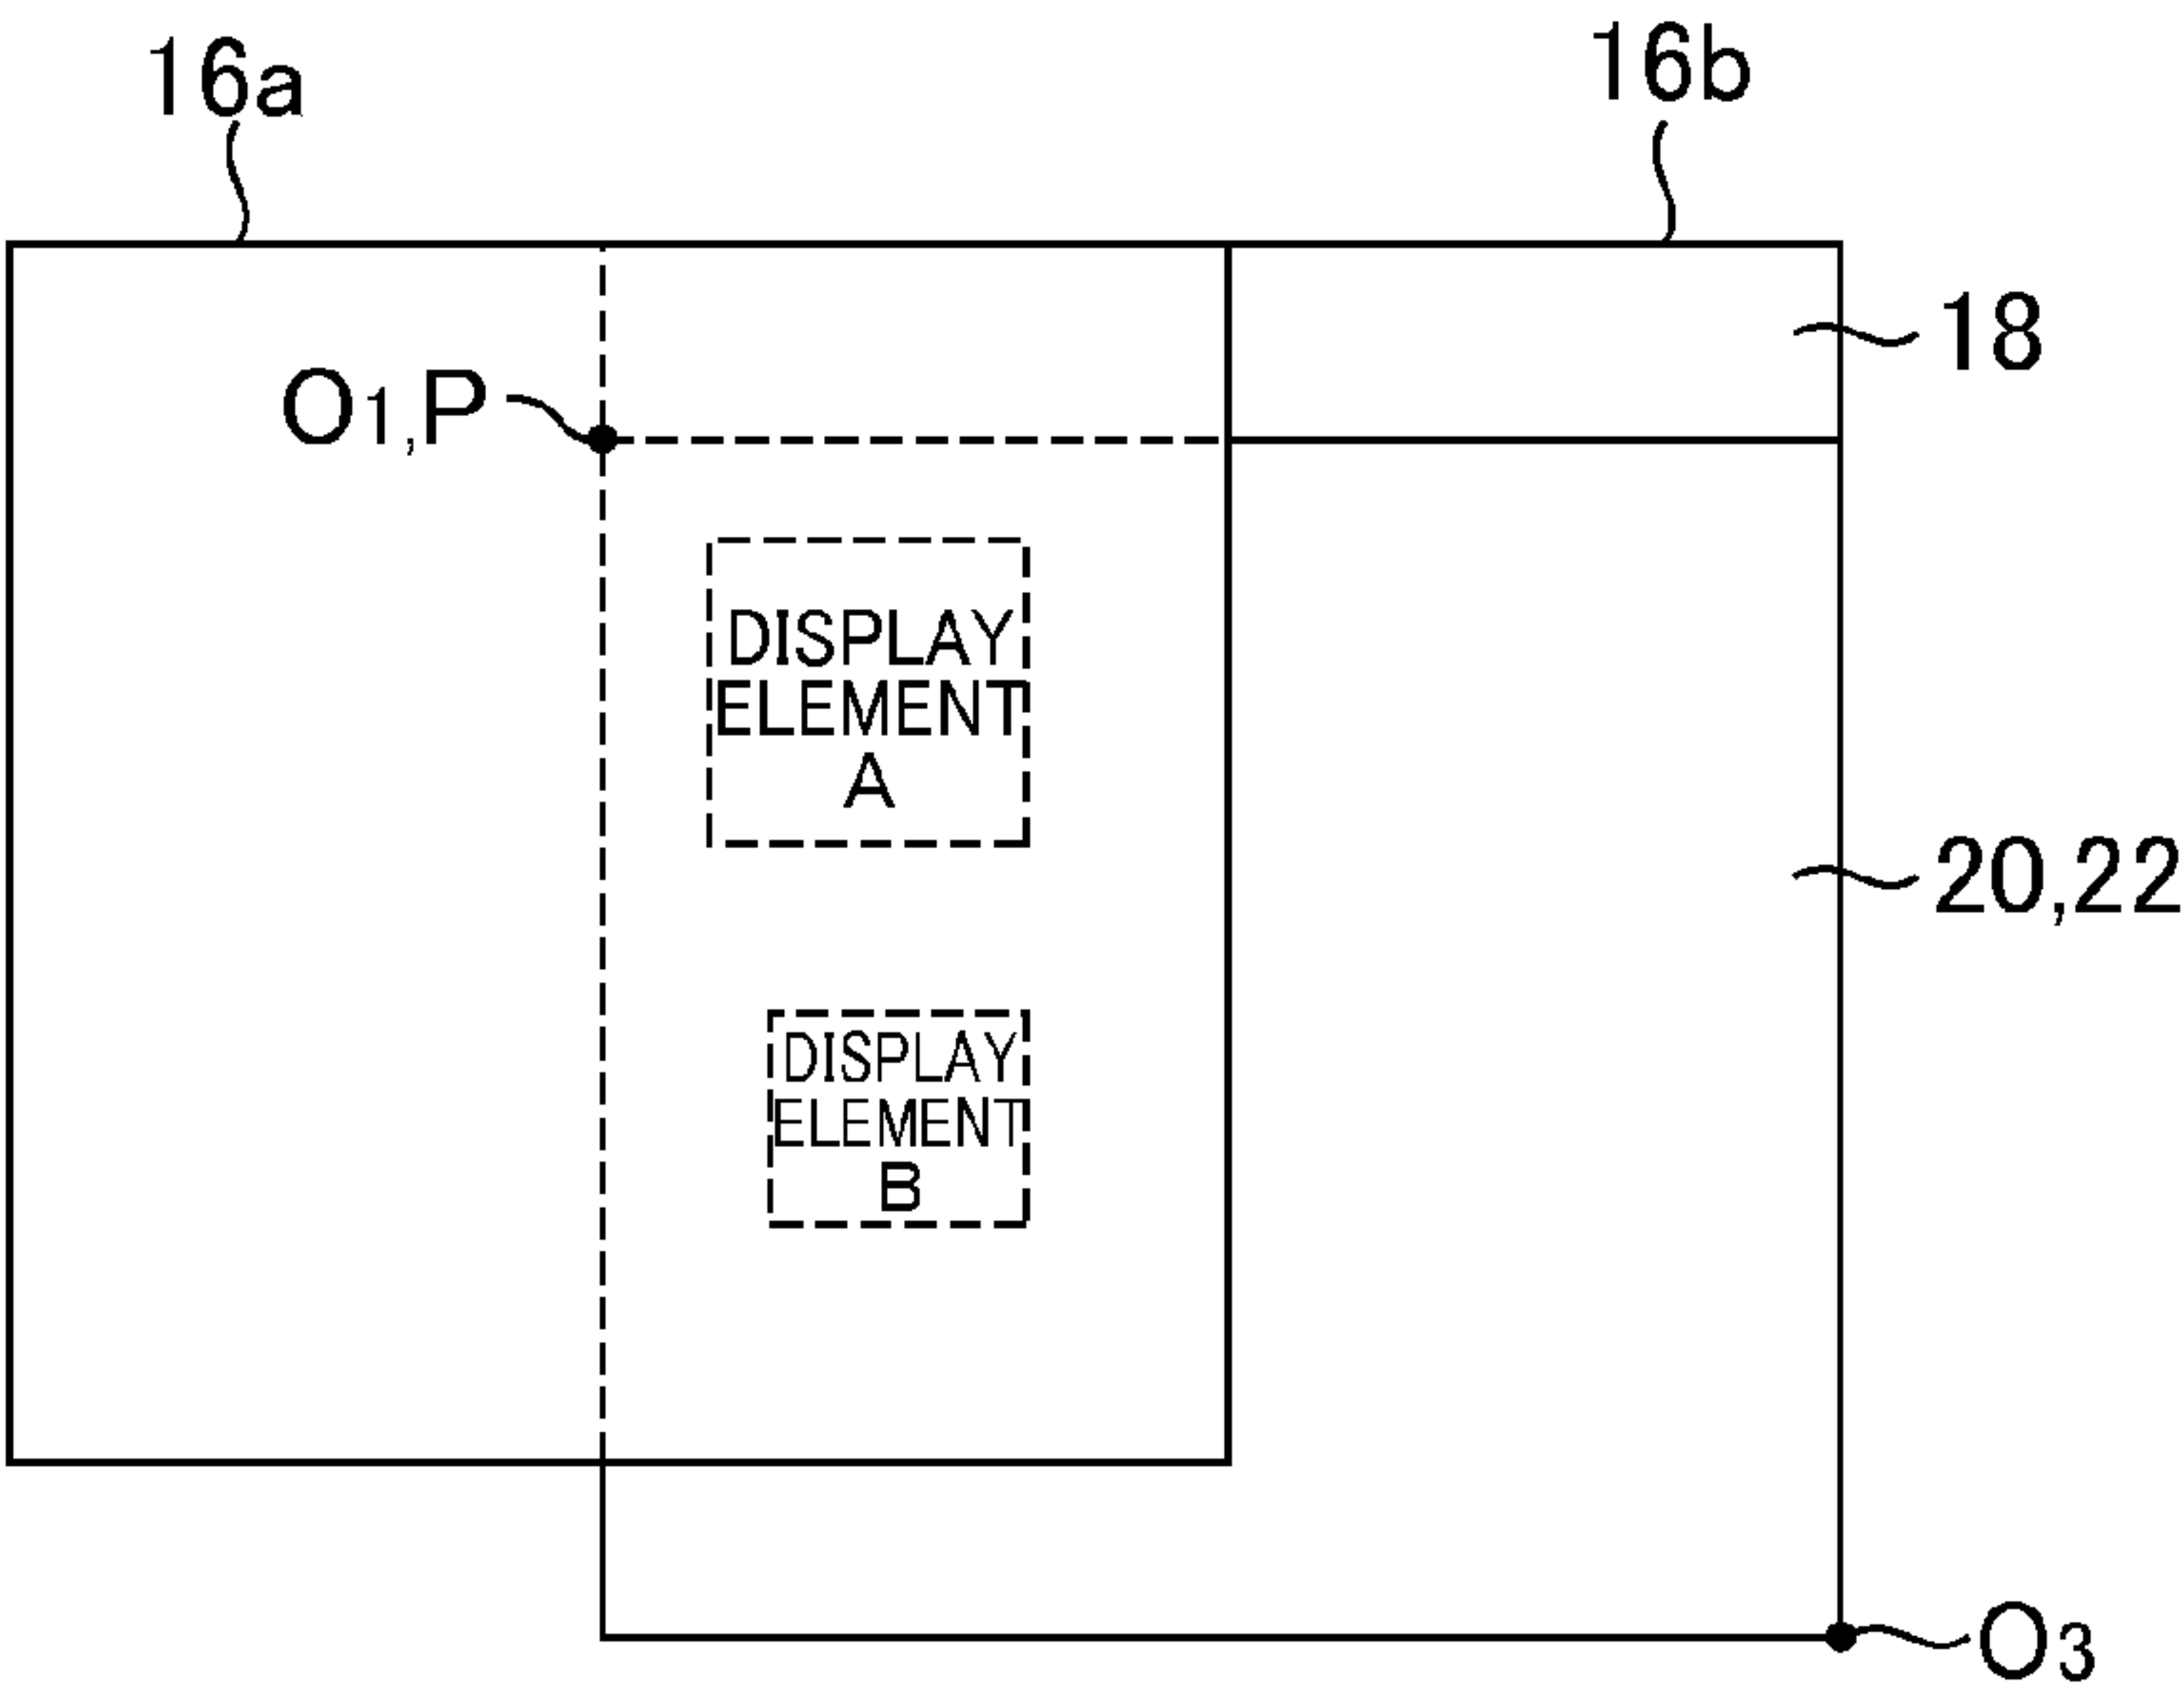 16a
16b
18
O1,P
DISPLAY
ELEMENT
A
20,22
DISPLAY
ELEMENT
B
O3